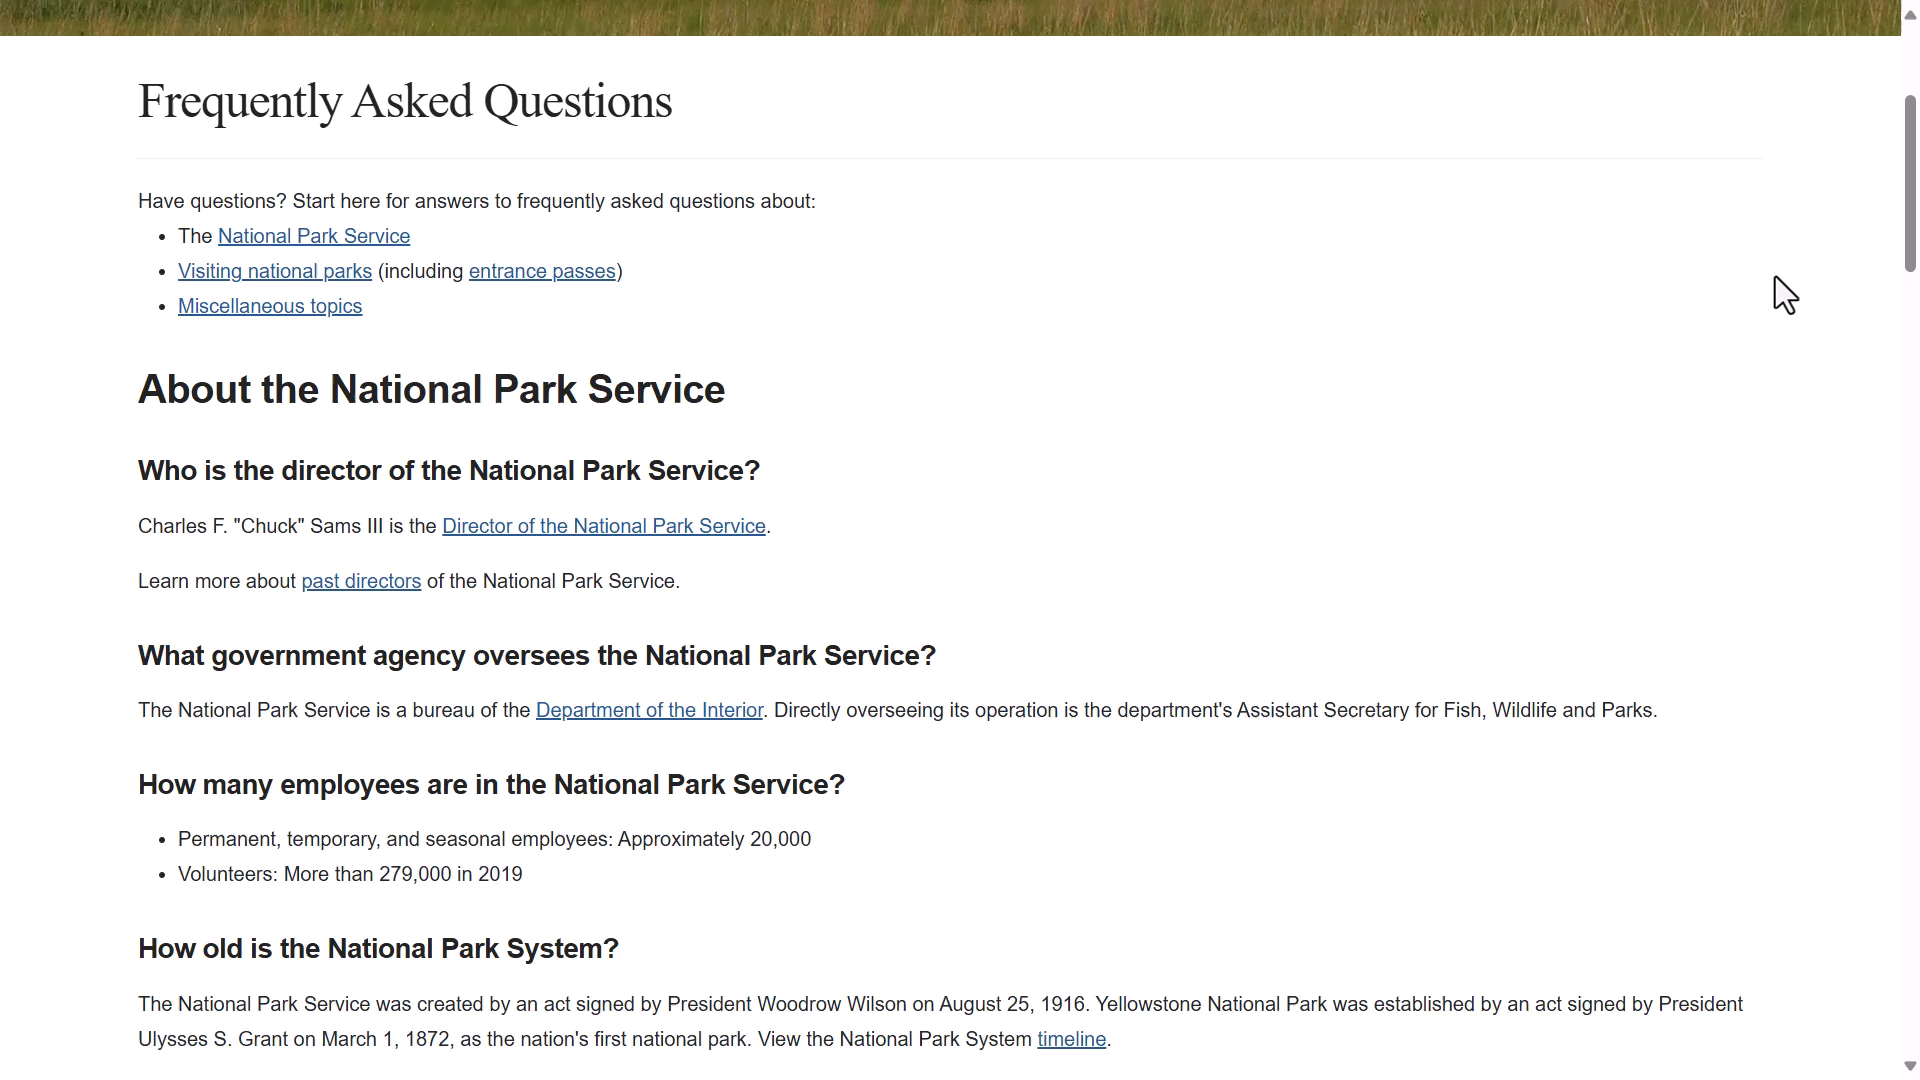 Frequently Asked Questions
Have questions? Start here for answers to frequently asked questions about:
• The National Park Service
• Visiting national parks (including entrance passes)
• Miscellaneous topics
About the National Park Service
Who is the director of the National Park Service?
Charles F. "Chuck" Sams III is the Director of the National Park Service.
Learn more about past directors of the National Park Service.
What government agency oversees the National Park Service?
The National Park Service is a bureau of the Department of the Interior. Directly overseeing its operation is the department's Assistant Secretary for Fish, Wildlife and Parks.
How many employees are in the National Park Service?
• Permanent, temporary, and seasonal employees: Approximately 20,000
• Volunteers: More than 279,000 in 2019
How old is the National Park System?
The National Park Service was created by an act signed by President Woodrow Wilson on August 25, 1916. Yellowstone National Park was established by an act signed by President
Ulysses S. Grant on March 1, 1872, as the nation's first national park. View the National Park System timeline.